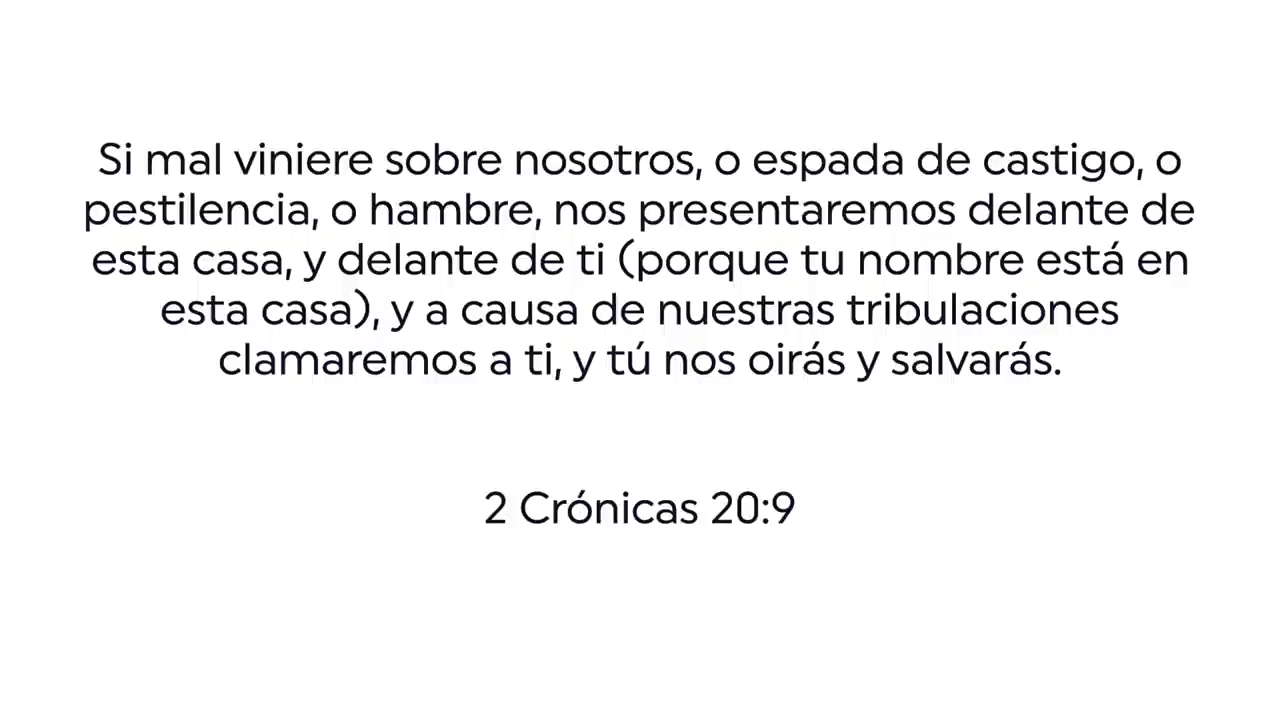 Si mal viniere sobre nosotros, o espada de castigo, o
pestilencia, o hambre, nos presentaremos delante de
esta casa, y delante de ti (porque tu nombre está en
esta casa), y a causa de nuestras tribulaciones
clamaremos a ti, y tú nos oirás y salvarás.
2 Crónicas 20:9